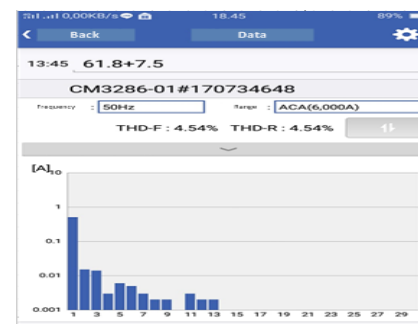 0,00KB/s 18.45 89%
Back Data
13:45 61.8+7.5
CM3286-01#170734648
Frequency : 50Hz Range : ACA(6,000A)
THD-F : 4.54% THD-R : 4.54%
[A]
10
1
0.1
0.01
0.001
1 3 5 7 9 11 13 15 17 19 21 23 25 27 29